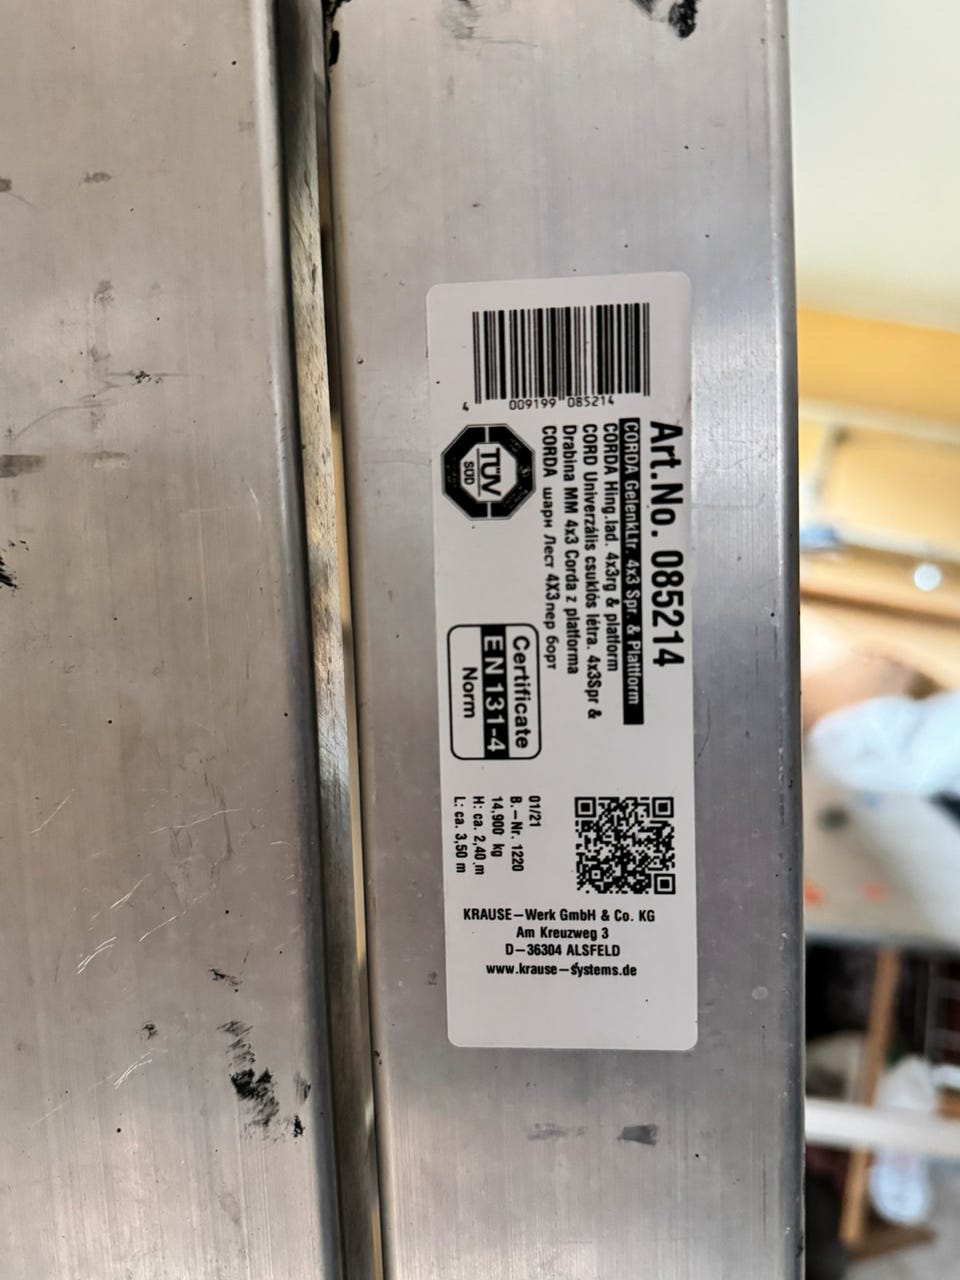 4 009199 085214
Art.No. 085214
CORDA GelenkLtr. 4x3 Spr. & Plattform
CORDA Hing.lad. 4x3rg & platform
CORD Univerzális csuklós létra. 4x3Spr &
Drabina MM 4x3 Corda z platforma
CORDA шарн Лест 4X3пер борт
TÜV
SÜD
Certificate
EN 131-4
Norm
01/21
B.-Nr. 1220
14,900 kg
H: ca. 2,40 m
L: ca. 3,50 m
KRAUSE-Werk GmbH & Co. KG
Am Kreuzweg 3
D-36304 ALSFELD
www.krause-systems.de